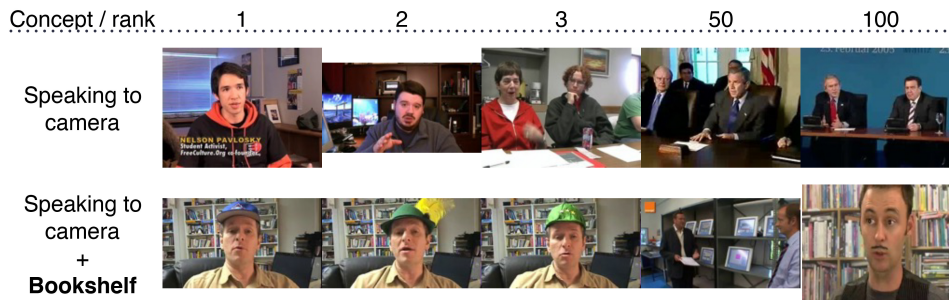 Concept / rank 1 2 3 50 100
Speaking to
camera
NELSON PAVLOSKY
Student Activist,
FreeCulture.Org co-founder
23. Februar 2005
Speaking to
camera
+
Bookshelf